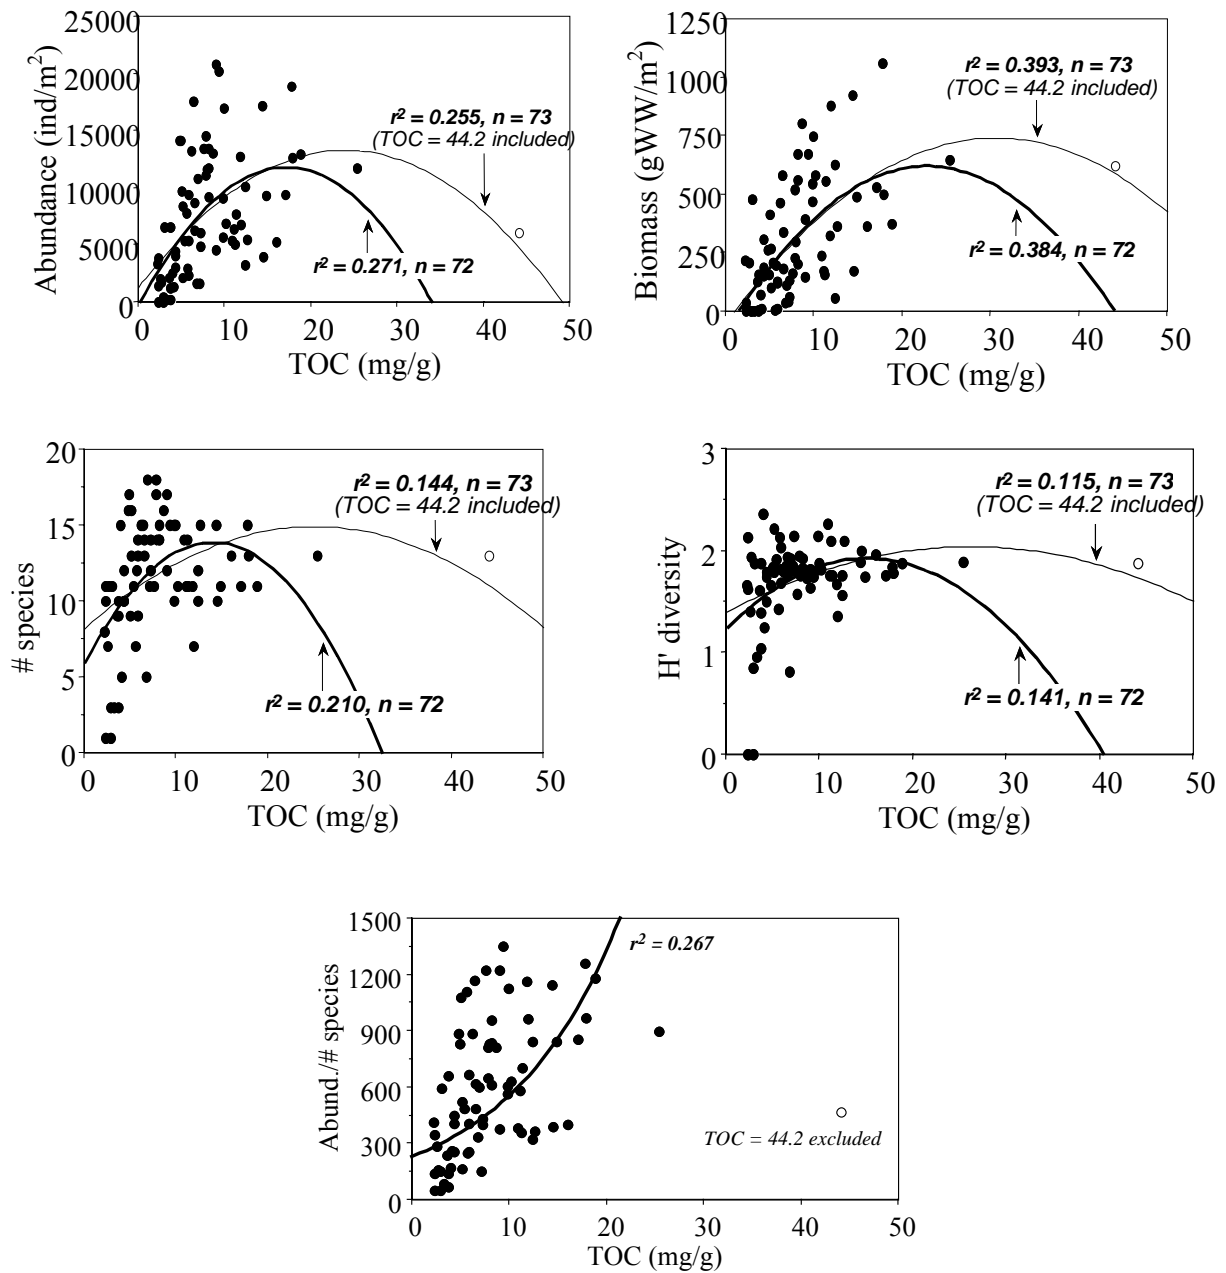 Abundance (ind/m²)
25000
20000
15000
10000
5000
0
r² = 0.255, n = 73
(TOC = 44.2 included)
r² = 0.271, n = 72
0 10 20 30 40 50
TOC (mg/g)
Biomass (gWW/m²)
1250
1000
750
500
250
0
r² = 0.393, n = 73
(TOC = 44.2 included)
r² = 0.384, n = 72
0 10 20 30 40 50
TOC (mg/g)
# species
20
15
10
5
0
r² = 0.144, n = 73
(TOC = 44.2 included)
r² = 0.210, n = 72
0 10 20 30 40 50
TOC (mg/g)
H' diversity
3
2
1
0
r² = 0.115, n = 73
(TOC = 44.2 included)
r² = 0.141, n = 72
0 10 20 30 40 50
TOC (mg/g)
Abund./# species
1500
1200
900
600
300
0
r² = 0.267
TOC = 44.2 excluded
0 10 20 30 40 50
TOC (mg/g)